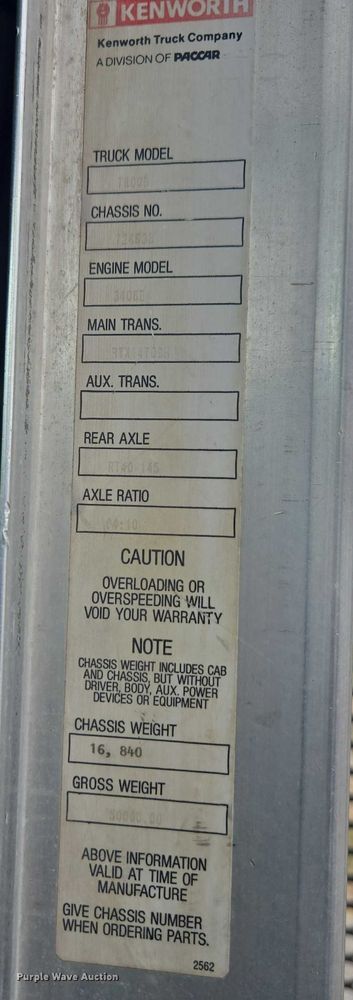 KENWORTH
Kenworth Truck Company
A DIVISION OF PACCAR
TRUCK MODEL
CHASSIS NO.
ENGINE MODEL
MAIN TRANS.
AUX. TRANS.
REAR AXLE
RT40 145
AXLE RATIO
CAUTION
OVERLOADING OR
OVERSPEEDING WILL
VOID YOUR WARRANTY
NOTE
CHASSIS WEIGHT INCLUDES CAB
AND CHASSIS, BUT WITHOUT
DRIVER, BODY, AUX. POWER
DEVICES OR EQUIPMENT
CHASSIS WEIGHT
16, 840
GROSS WEIGHT
ABOVE INFORMATION
VALID AT TIME OF
MANUFACTURE
GIVE CHASSIS NUMBER
WHEN ORDERING PARTS.
2562
Purple Wave Auction